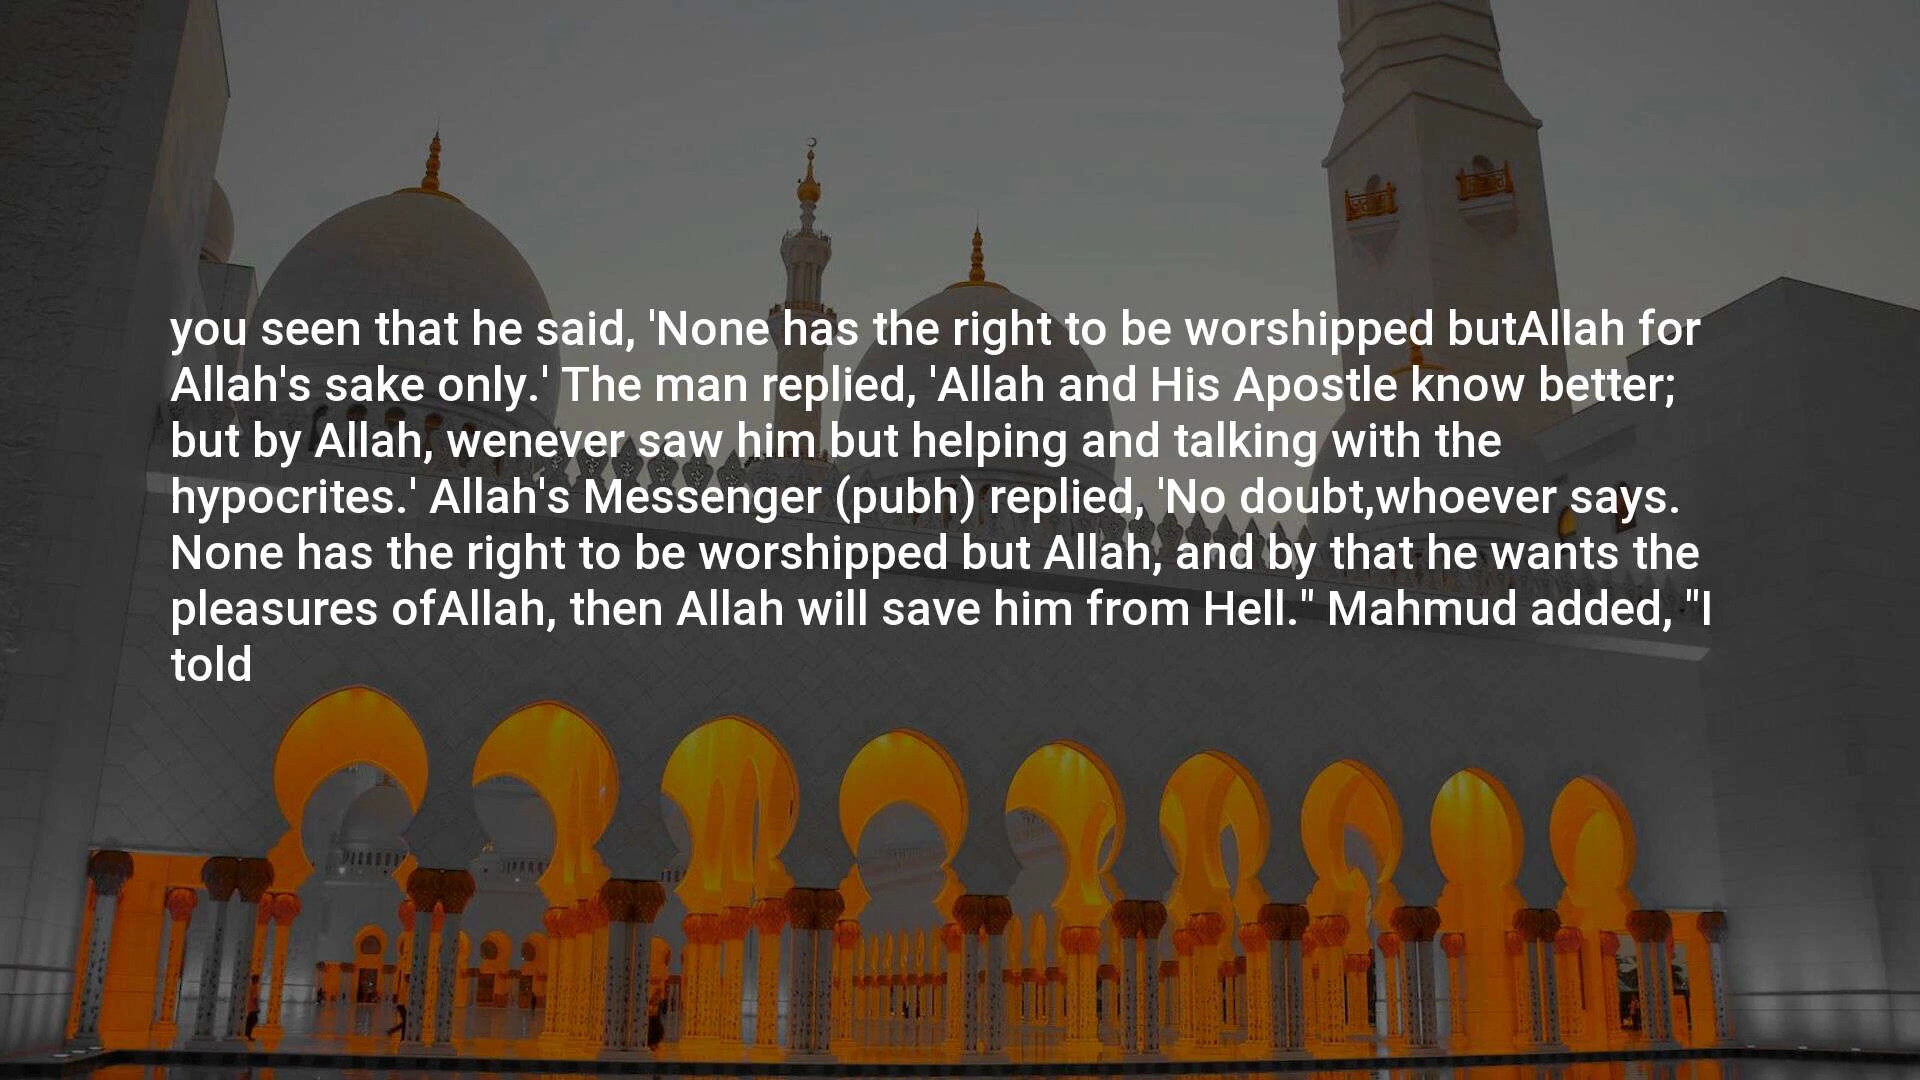 you seen that he said, 'None has the right to be worshipped butAllah for
Allah's sake only.' The man replied, 'Allah and His Apostle know better;
but by Allah, wenever saw him but helping and talking with the
hypocrites.' Allah's Messenger (pubh) replied, 'No doubt,whoever says.
None has the right to be worshipped but Allah, and by that he wants the
pleasures ofAllah, then Allah will save him from Hell." Mahmud added, "I
told